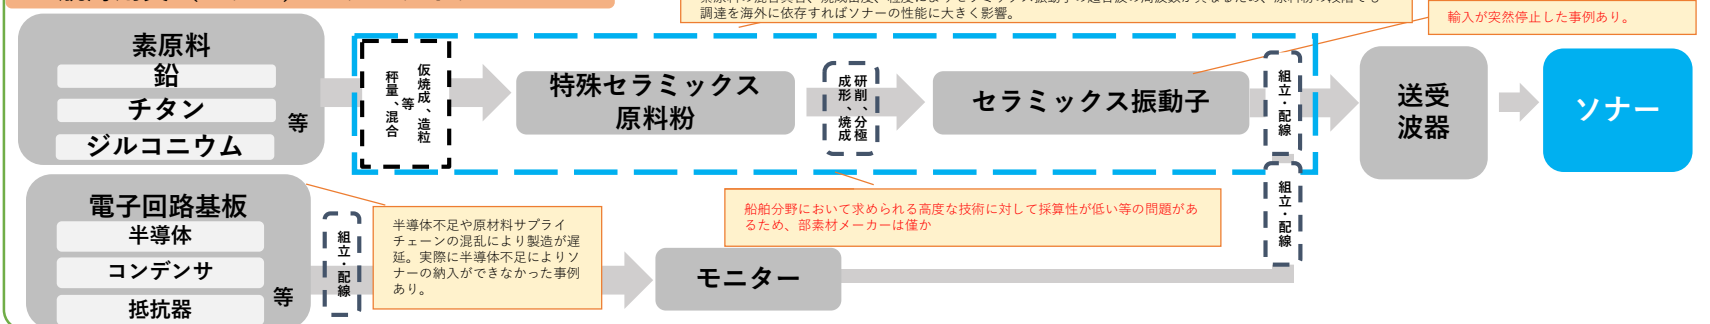 調達を海外に依存すればソナーの性能に大きく影響。
輸入が突然停止した事例あり。
素原料
鉛
チタン
ジルコニウム
等
秤量、混合
仮焼成、造粒
等
特殊セラミックス
原料粉
成形、焼成
研削、分極
セラミックス振動子
組立・配線
送受
波器
ソナー
電子回路基板
半導体
コンデンサ
抵抗器
等
組立・配線
半導体不足や原材料サプライ
チェーンの混乱により製造が遅
延。実際に半導体不足によりソ
ナーの納入ができなかった事例
あり。
モニター
船舶分野において求められる高度な技術に対して採算性が低い等の問題があ
るため、部素材メーカーは僅か
組立・配線